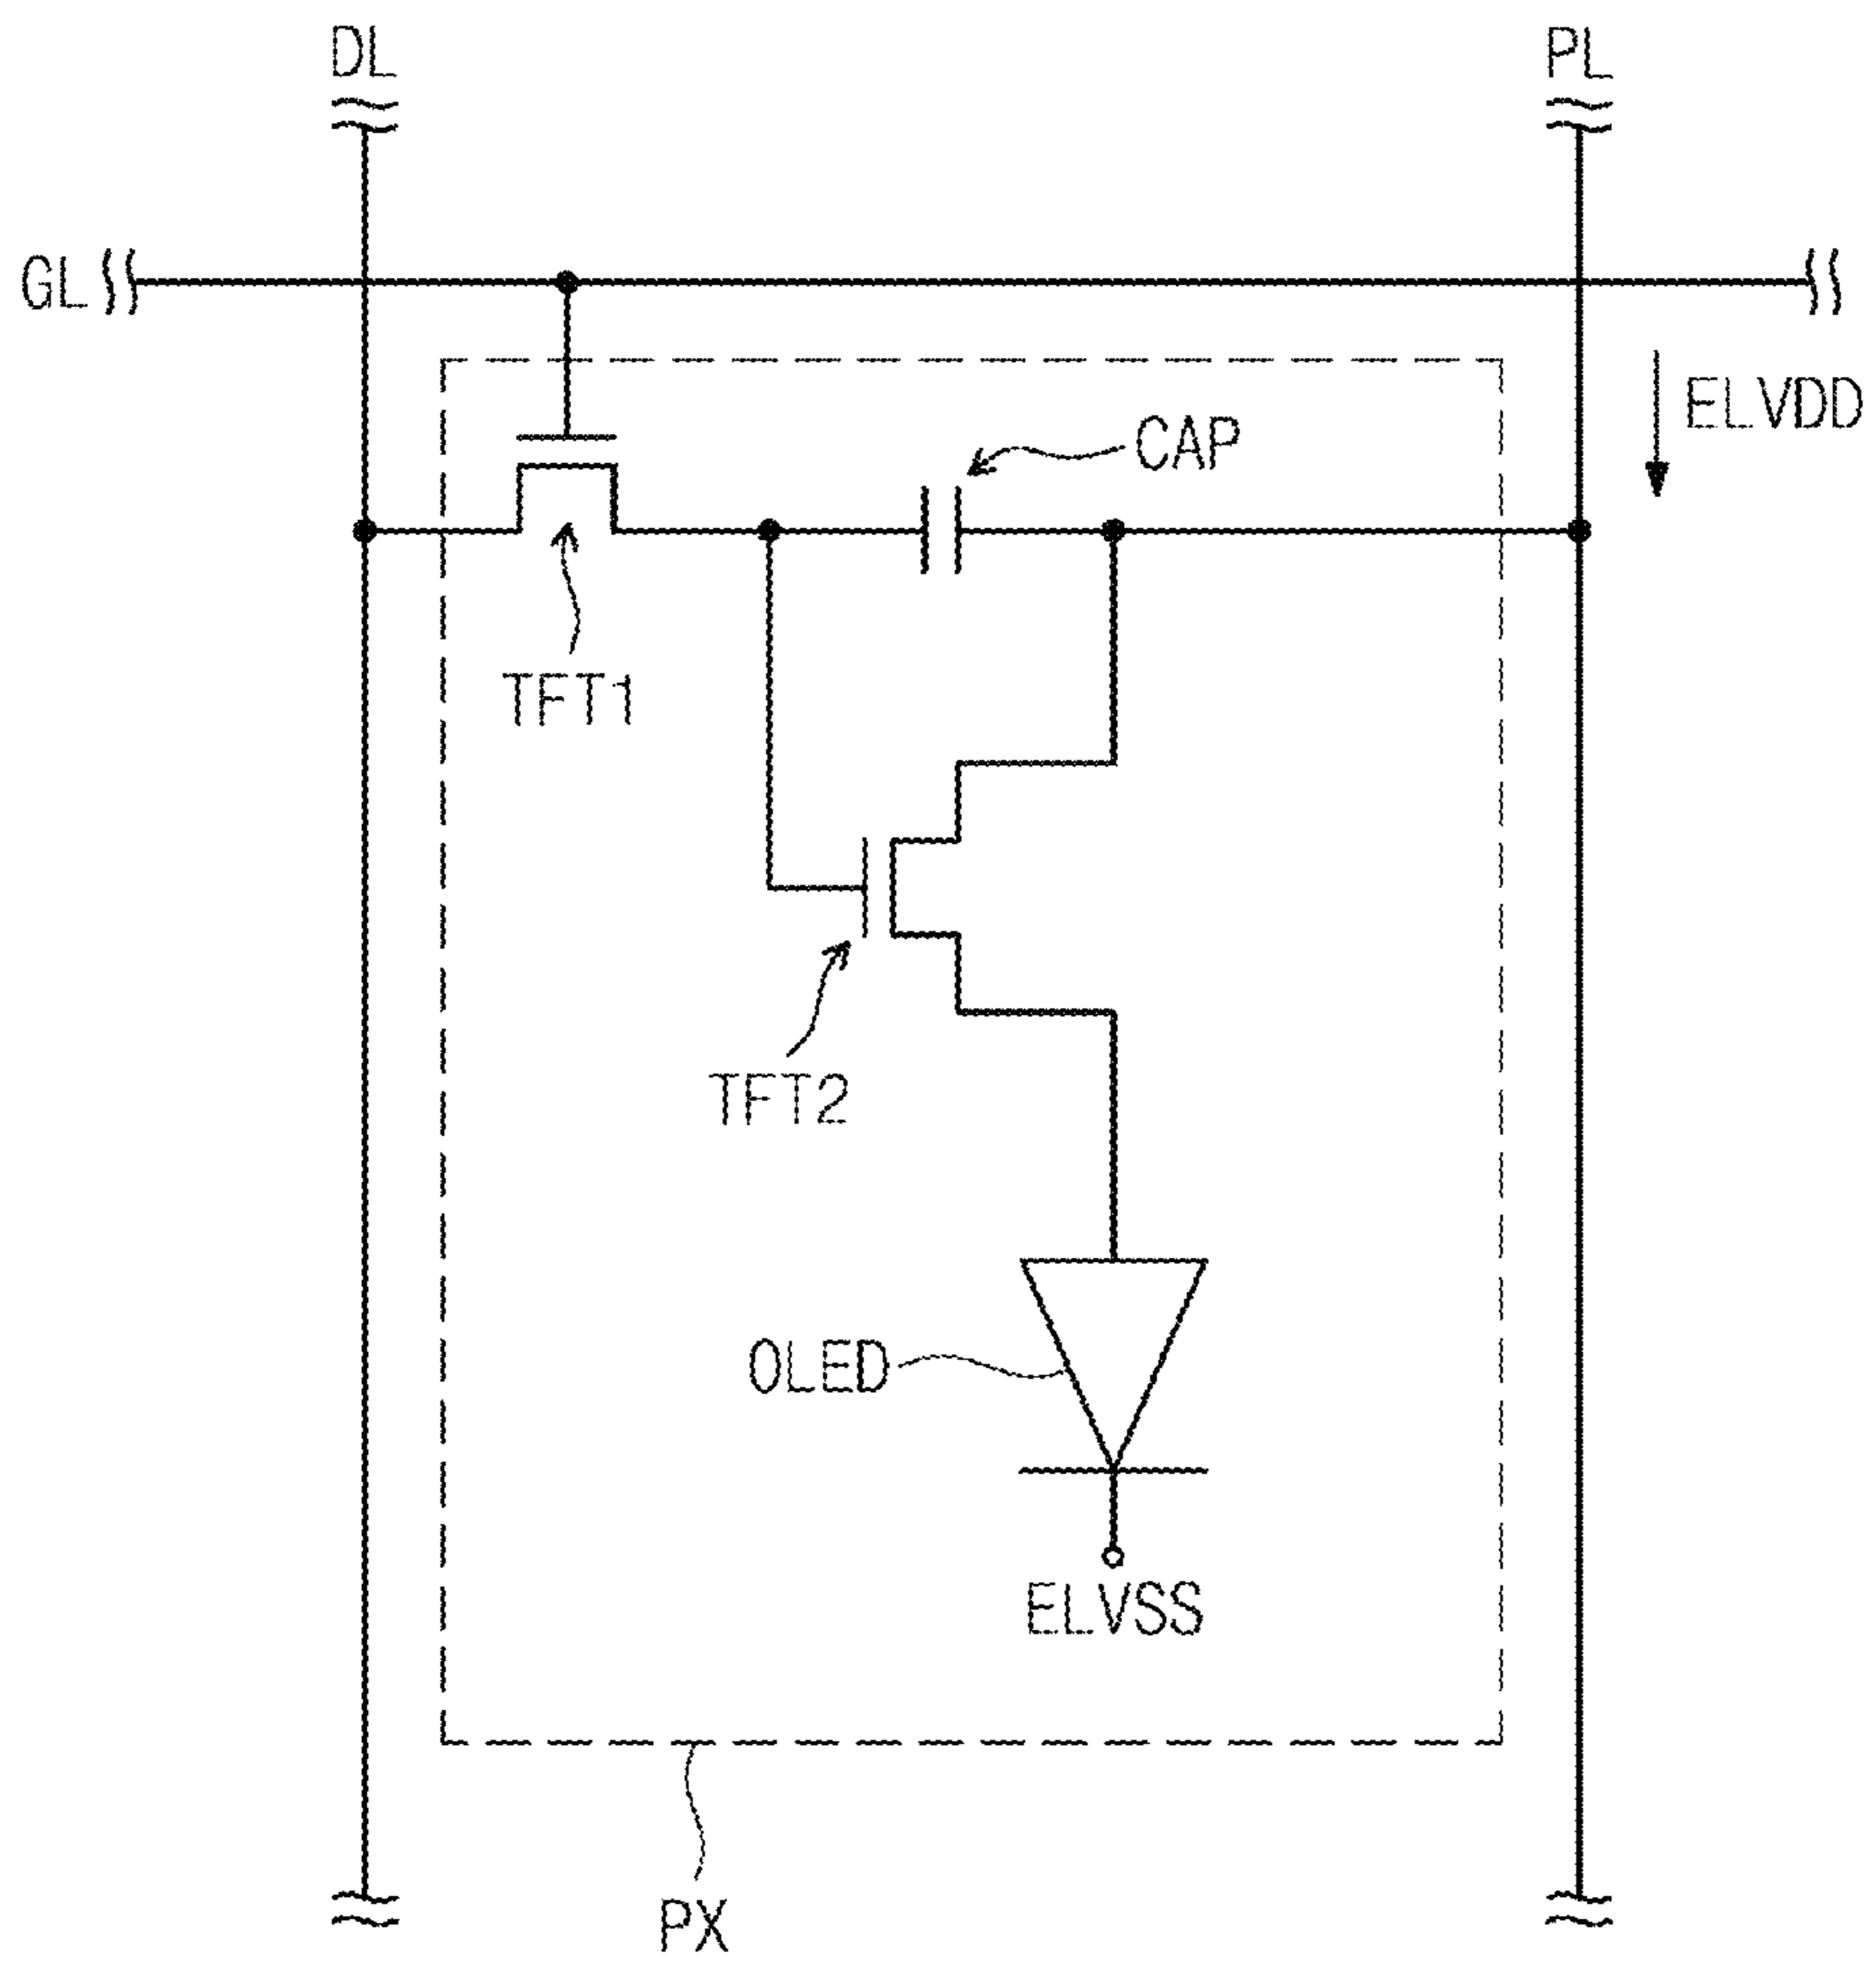 DL
PL
GL
ELVDD
CAP
TFT1
TFT2
OLED
ELVSS
PX